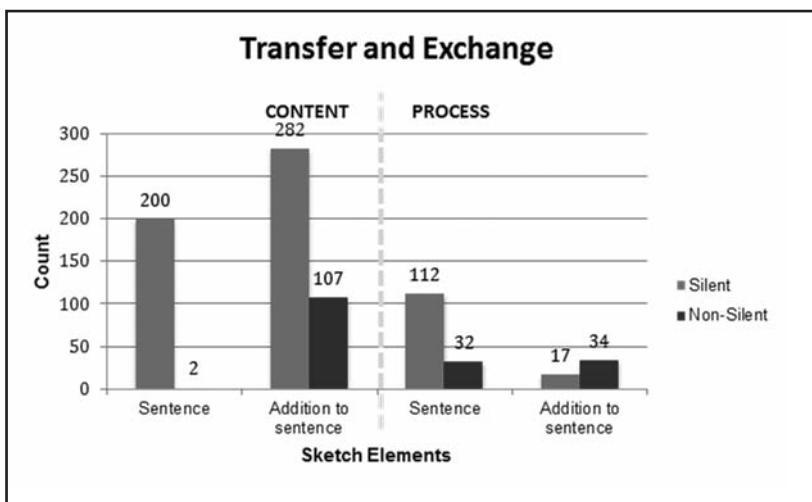 Transfer and Exchange
CONTENT PROCESS
300
250
200
150
100
50
0
Count
200
2
282
107
112
32
17
34
Sentence
Addition to
sentence
Sentence
Addition to
sentence
Sketch Elements
Silent
Non-Silent